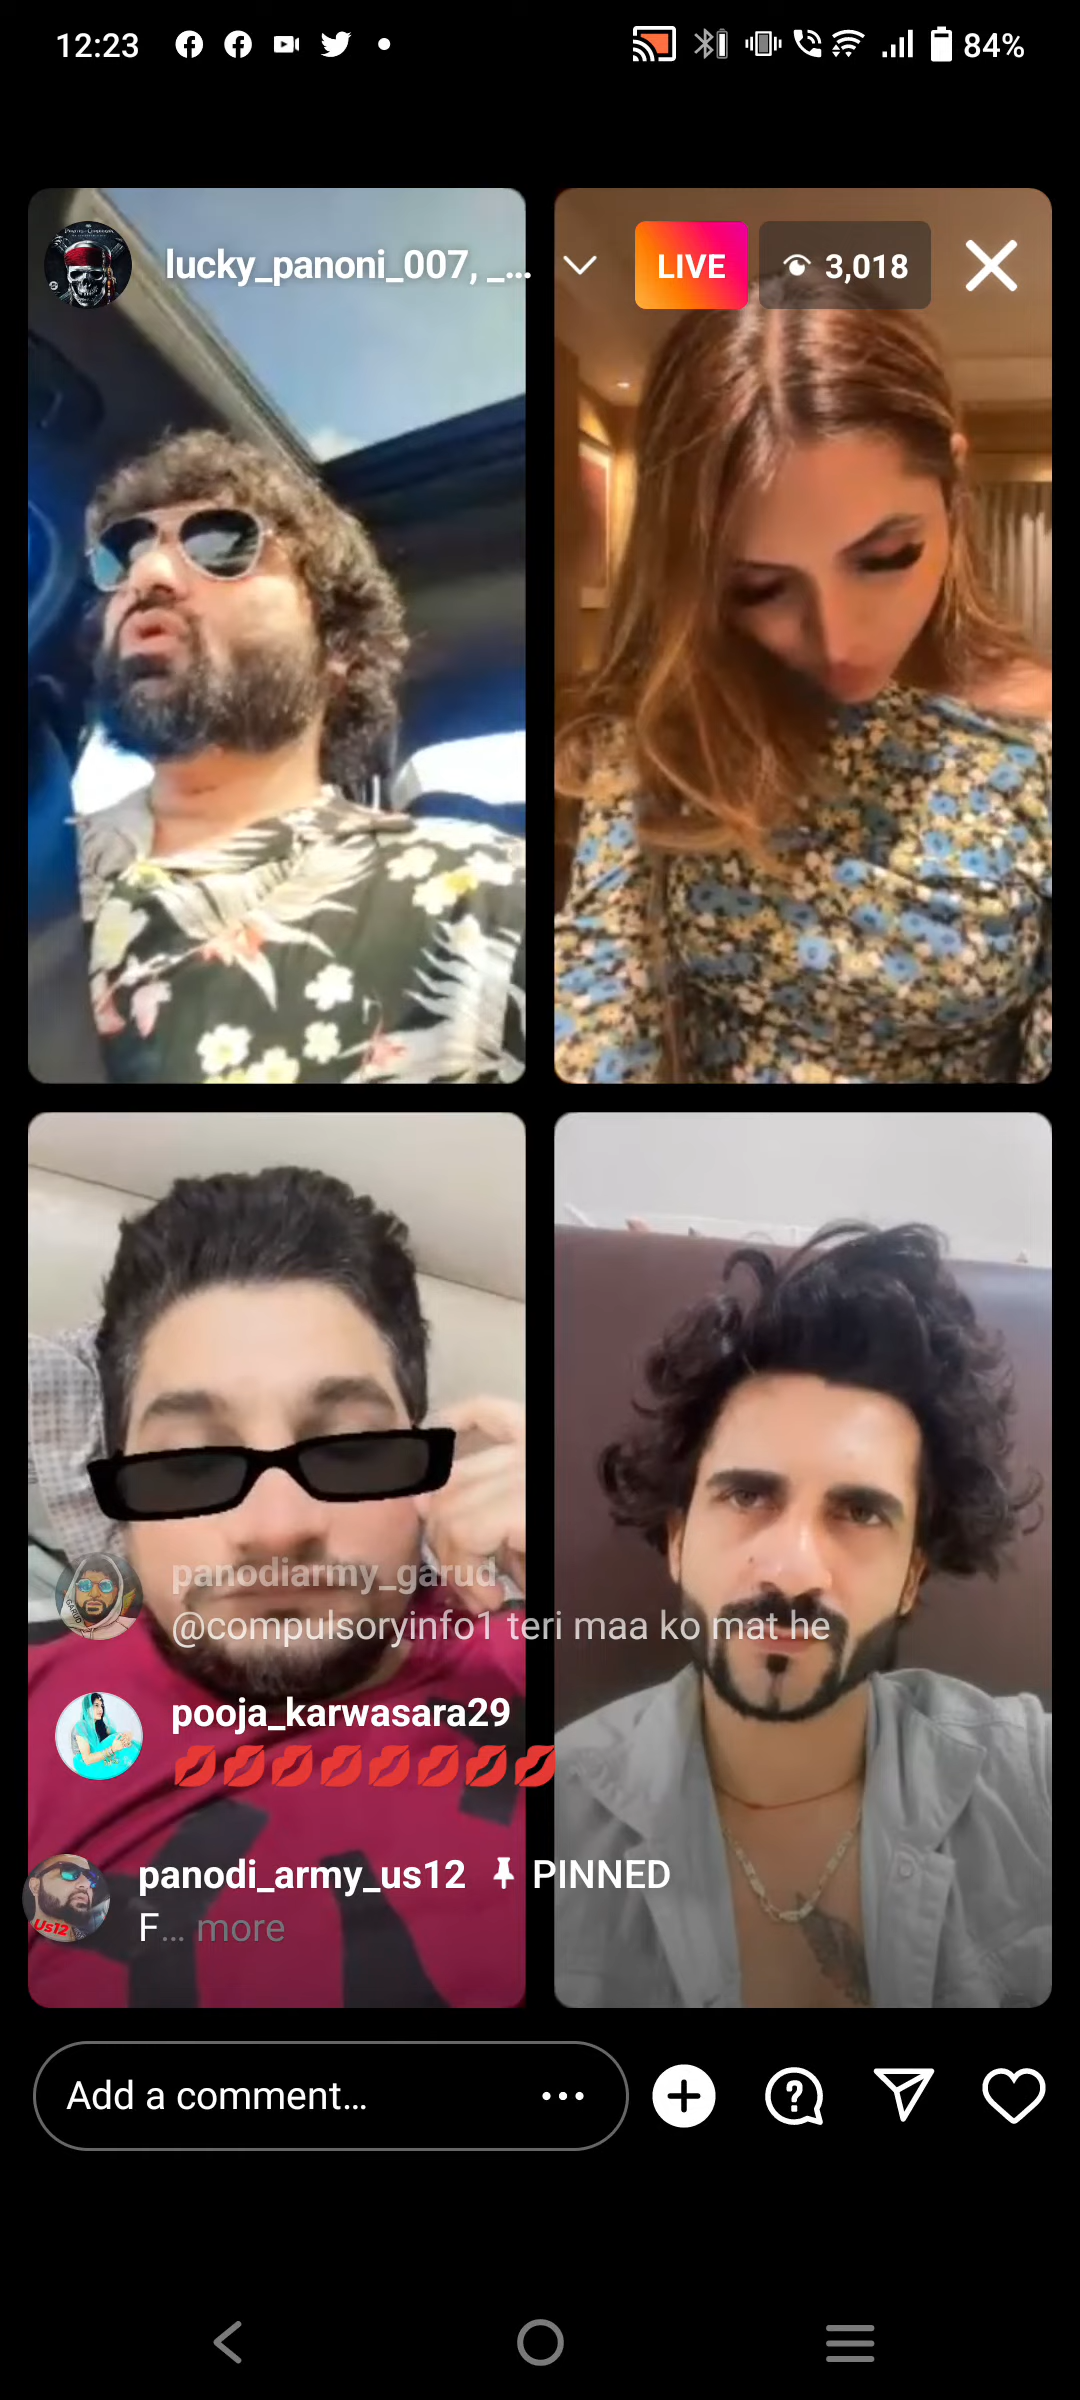 12:23
84%
lucky_panoni_007, _...
LIVE
3,018
panodiarmy_garud
@compulsoryinfo1 teri maa ko mat he
pooja_karwasara29
💋💋💋💋💋💋💋💋
panodi_army_us12 PINNED
F... more
Us12
Add a comment...